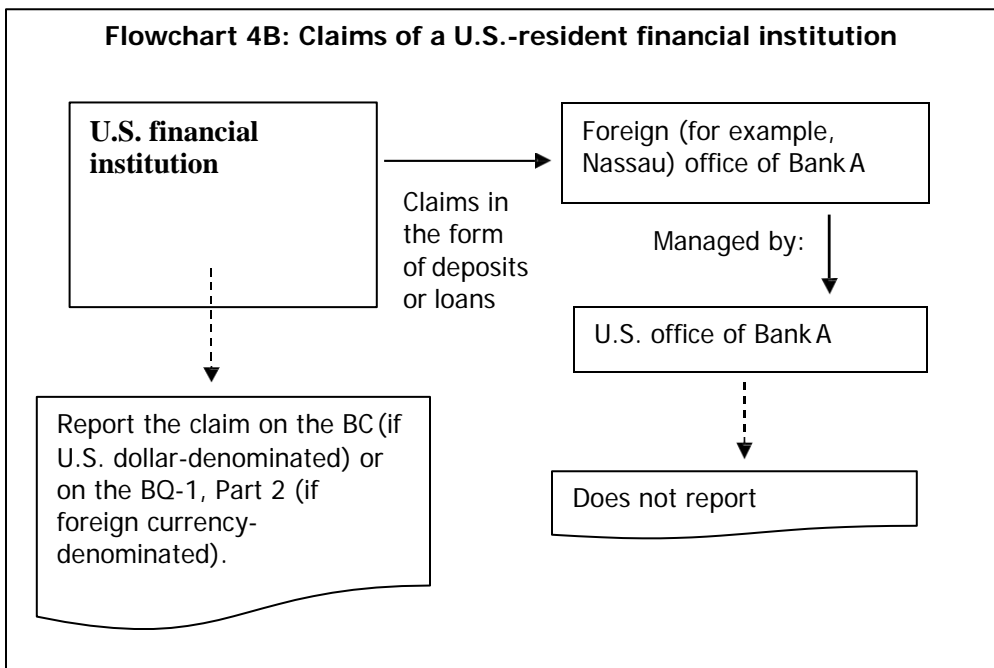 Flowchart 4B: Claims of a U.S.-resident financial institution
U.S. financial
institution
Claims in
the form
of deposits
or loans
Foreign (for example,
Nassau) office of Bank A
Managed by:
U.S. office of Bank A
Report the claim on the BC (if
U.S. dollar-denominated) or
on the BQ-1, Part 2 (if
foreign currency-
denominated).
Does not report